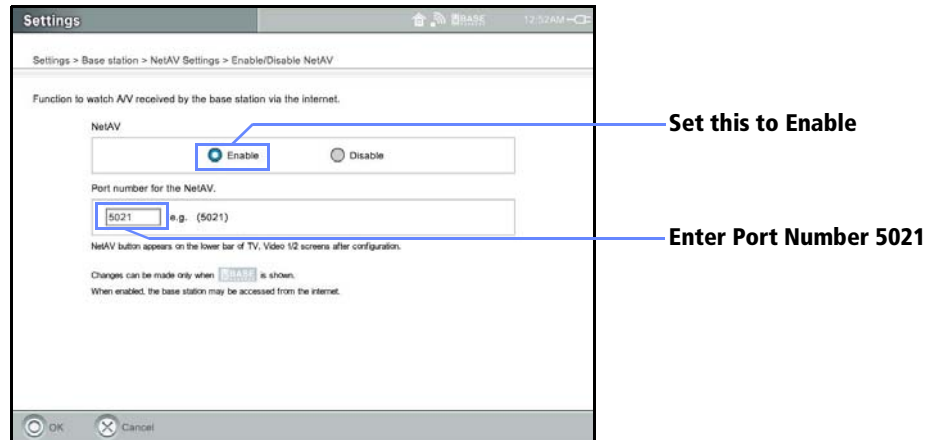 Settings
BASE 12:52AM
Settings > Base station > NetAV Settings > Enable/Disable NetAV
Function to watch A/V received by the base station via the internet.
NetAV
Enable Disable
Set this to Enable
Port number for the NetAV.
5021 e.g. (5021)
Enter Port Number 5021
NetAV button appears on the lower bar of TV, Video 1/2 screens after configuration.
Changes can be made only when BASE is shown.
When enabled, the base station may be accessed from the internet.
OK Cancel